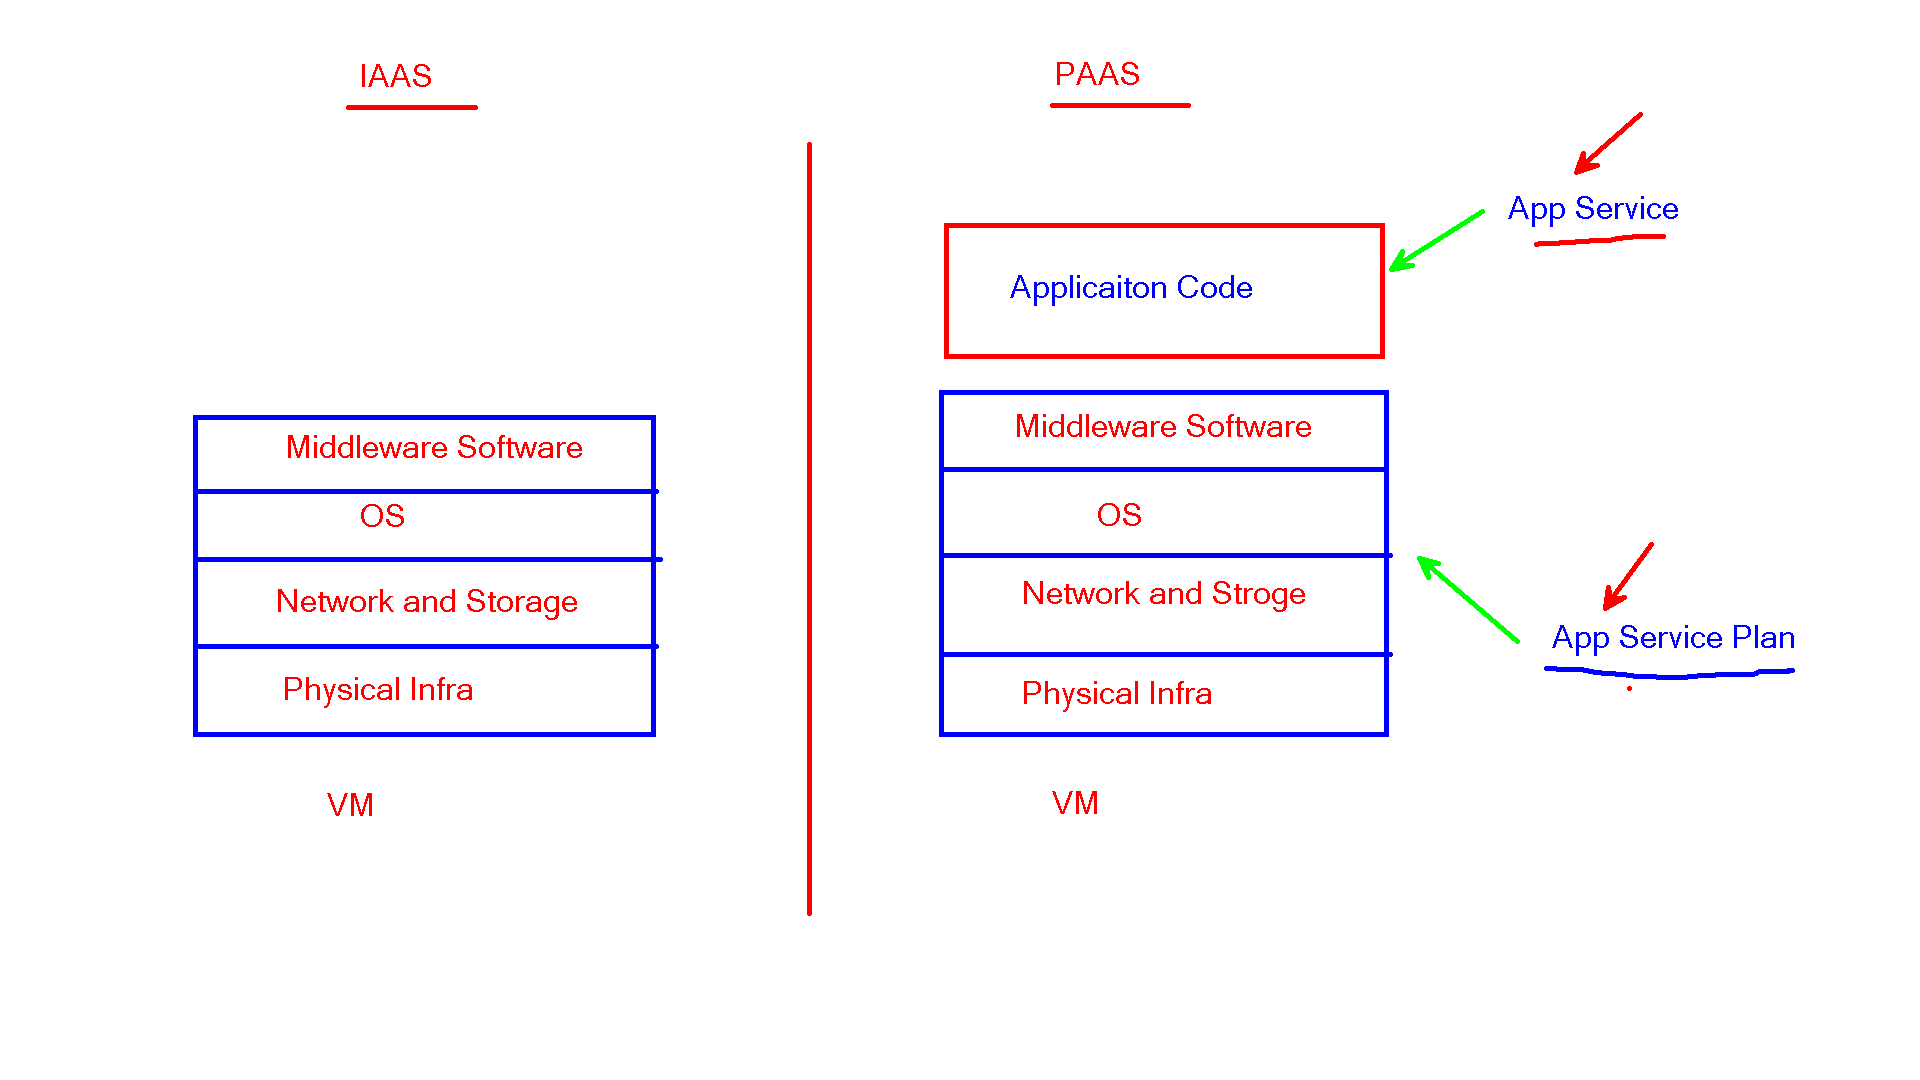 IAAS
PAAS
App Service
Applicaiton Code
Middleware Software
OS
Network and Storage
Physical Infra
VM
Middleware Software
OS
Network and Stroge
Physical Infra
VM
App Service Plan